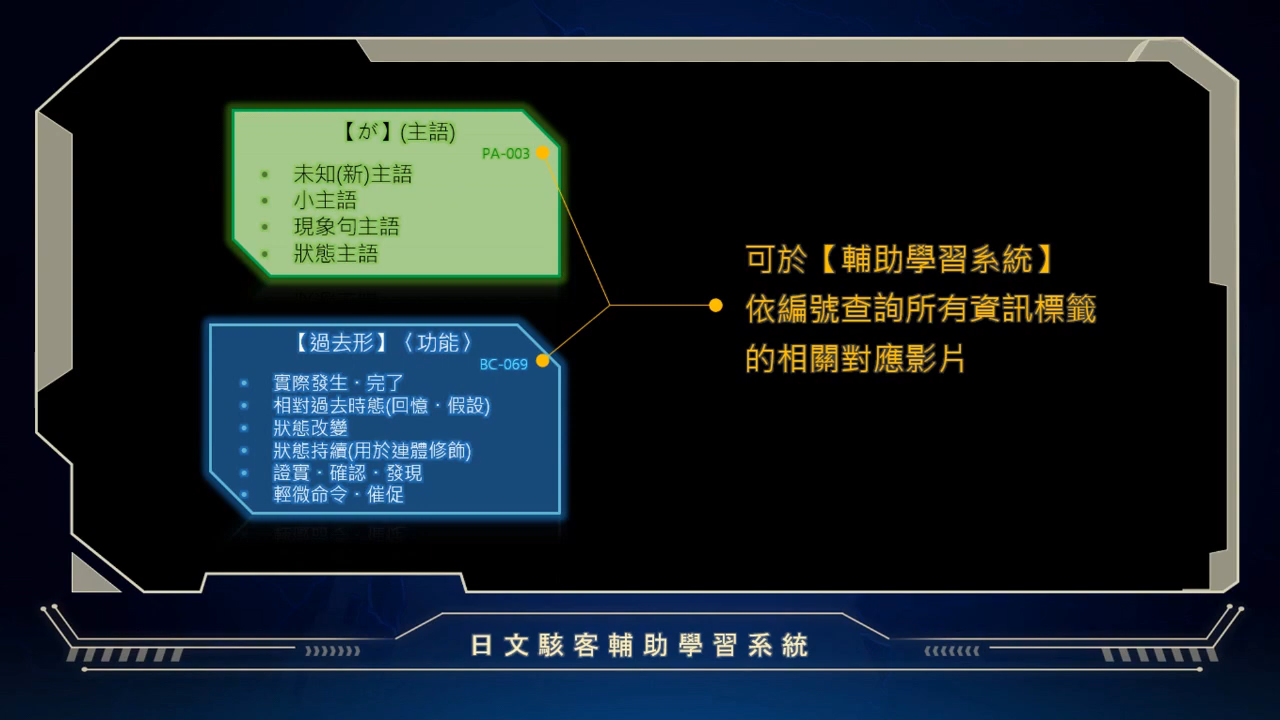 【が】(主語)
PA-003
• 未知(新)主語
• 小主語
• 現象句主語
• 狀態主語
【過去形】〈功能〉
BC-069
• 實際發生・完了
• 相對過去時態(回憶・假設)
• 狀態改變
• 狀態持續(用於連體修飾)
• 證實・確認・發現
• 輕微命令・催促
可於【輔助學習系統】
依編號查詢所有資訊標籤
的相關對應影片
日文駭客輔助學習系統